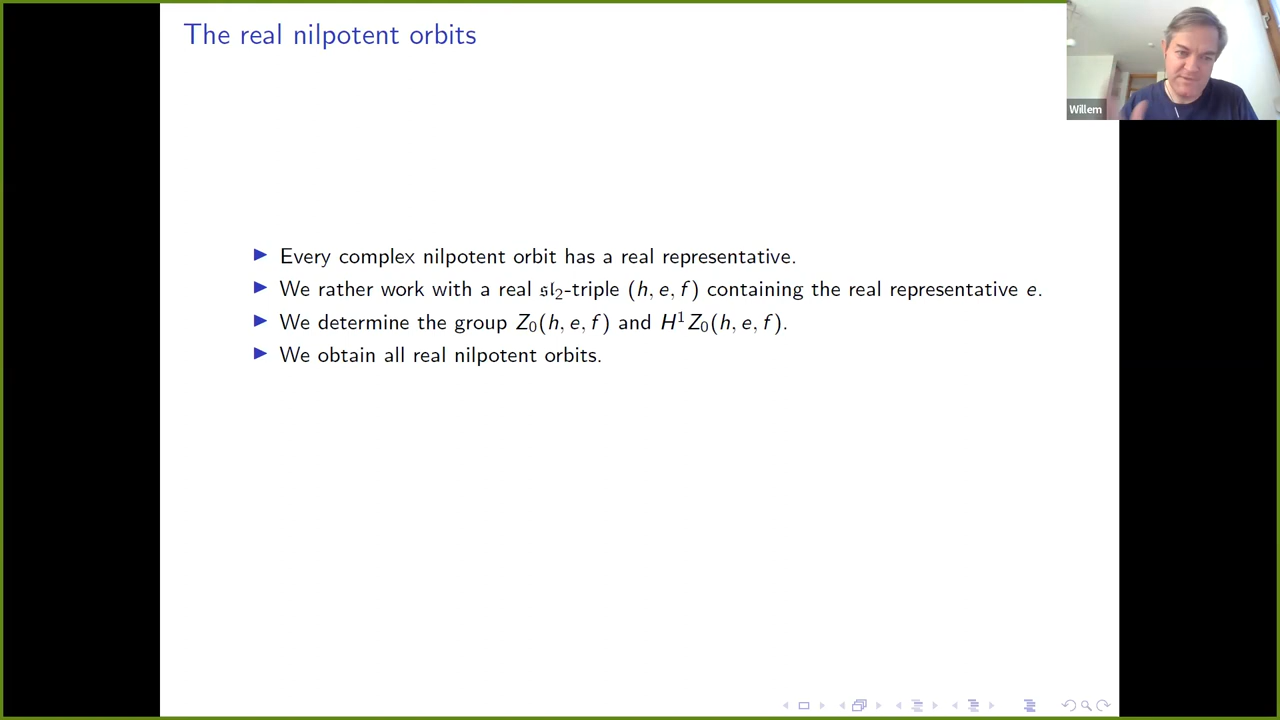 The real nilpotent orbits
Willem
▶ Every complex nilpotent orbit has a real representative.
▶ We rather work with a real 𝔰𝔩₂-triple (h, e, f) containing the real representative e.
▶ We determine the group Z₀(h, e, f) and H¹Z₀(h, e, f).
▶ We obtain all real nilpotent orbits.